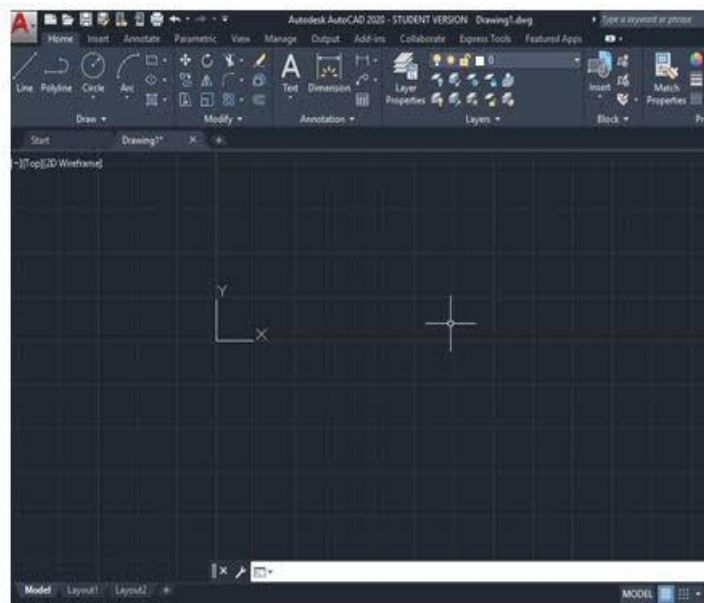 A Autodesk AutoCAD 2020 - STUDENT VERSION Drawing1.dwg Type a keyword or phrase
Home Insert Annotate Parametric View Manage Output Add-ins Collaborate Express Tools Featured Apps
Line Polyline Circle Arc Text Dimension Layer Properties 0 Insert Match Properties
Draw Modify Annotation Layers Block Pr
Start Drawing1*
[-][Top][2D Wireframe]
Y
X
Model Layout1 Layout2 + MODEL